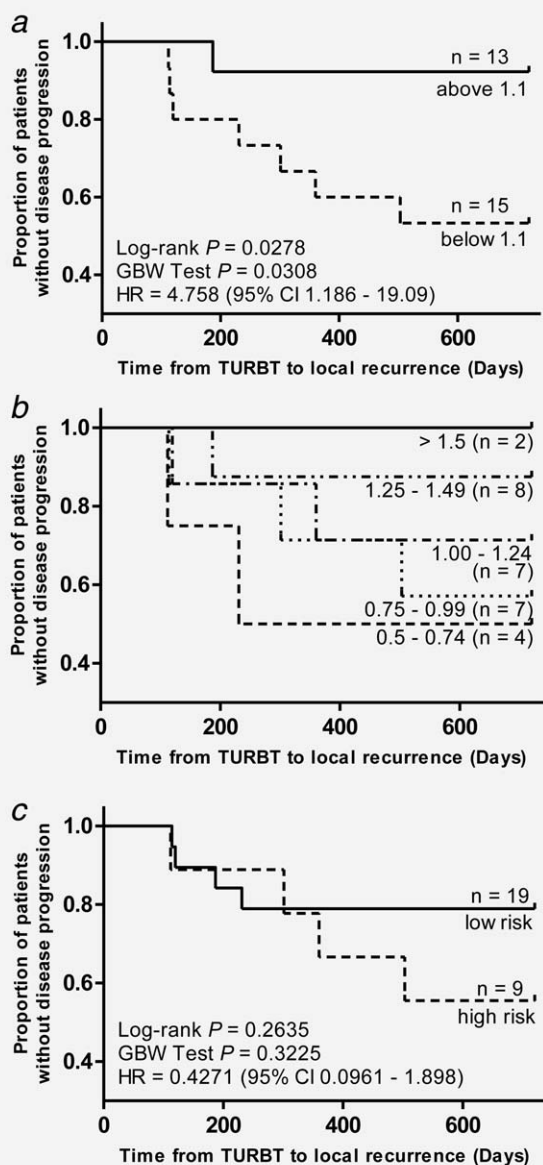 a
Proportion of patients
without disease progression
1.0
0.8
0.6
0.4
n = 13
above 1.1
n = 15
below 1.1
Log-rank P = 0.0278
GBW Test P = 0.0308
HR = 4.758 (95% CI 1.186 - 19.09)
0
200
400
600
Time from TURBT to local recurrence (Days)
b
Proportion of patients
without disease progression
1.0
0.8
0.6
0.4
> 1.5 (n = 2)
1.25 - 1.49 (n = 8)
1.00 - 1.24
(n = 7)
0.75 - 0.99 (n = 7)
0.5 - 0.74 (n = 4)
0
200
400
600
Time from TURBT to local recurrence (Days)
c
Proportion of patients
without disease progression
1.0
0.8
0.6
0.4
n = 19
low risk
n = 9
high risk
Log-rank P = 0.2635
GBW Test P = 0.3225
HR = 0.4271 (95% CI 0.0961 - 1.898)
0
200
400
600
Time from TURBT to local recurrence (Days)